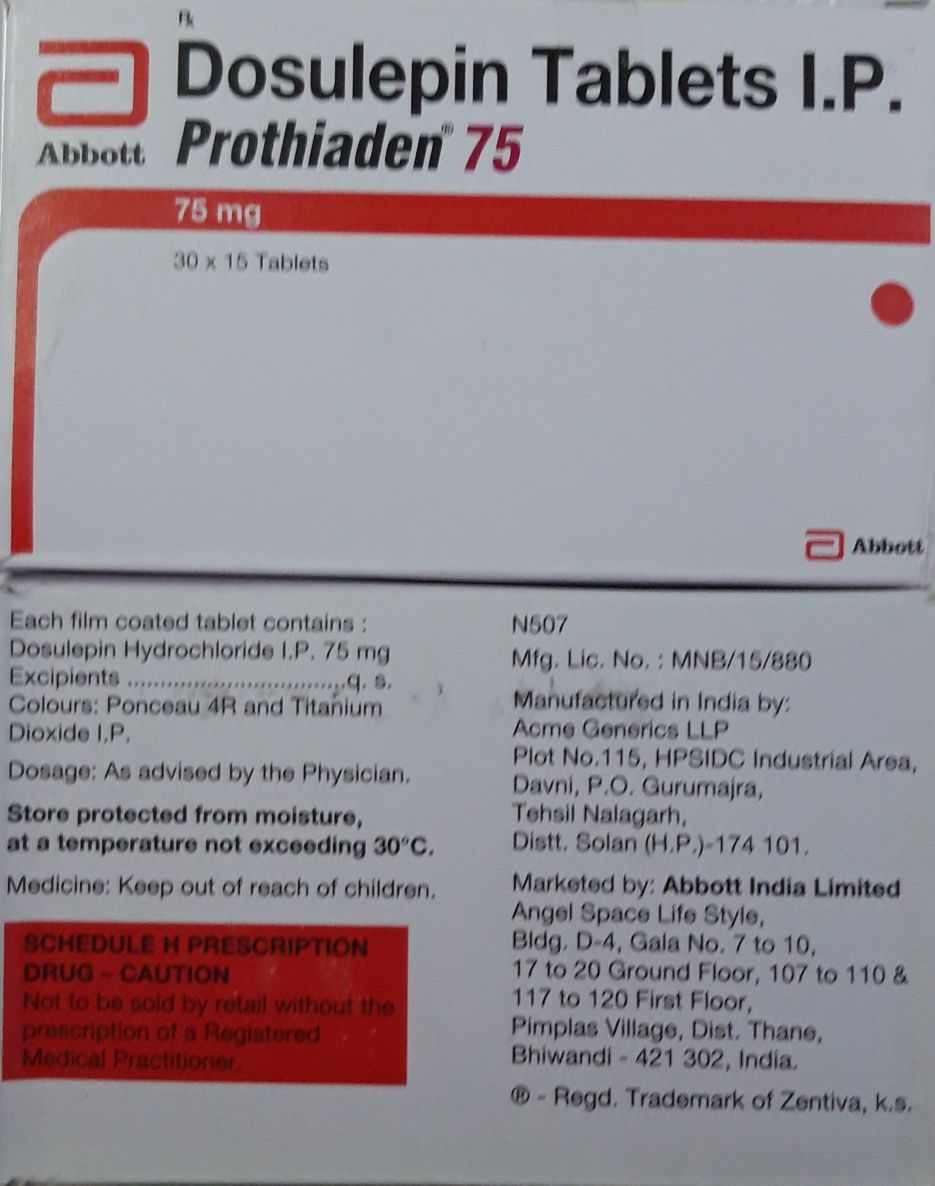 Rx
Dosulepin Tablets I.P.
Abbott
Prothiaden® 75
75 mg
30 x 15 Tablets
Abbott
Each film coated tablet contains :
Dosulepin Hydrochloride I.P. 75 mg
Excipients ..................................q. s.
Colours: Ponceau 4R and Titanium
Dioxide I.P.
Dosage: As advised by the Physician.
Store protected from moisture,
at a temperature not exceeding 30°C.
Medicine: Keep out of reach of children.
SCHEDULE H PRESCRIPTION
DRUG – CAUTION
Not to be sold by retail without the
prescription of a Registered
Medical Practitioner.
N507
Mfg. Lic. No. : MNB/15/880
Manufactured in India by:
Acme Generics LLP
Plot No.115, HPSIDC Industrial Area,
Davni, P.O. Gurumajra,
Tehsil Nalagarh,
Distt. Solan (H.P.)-174 101.
Marketed by: Abbott India Limited
Angel Space Life Style,
Bldg. D-4, Gala No. 7 to 10,
17 to 20 Ground Floor, 107 to 110 &
117 to 120 First Floor,
Pimplas Village, Dist. Thane,
Bhiwandi - 421 302, India.
® - Regd. Trademark of Zentiva, k.s.